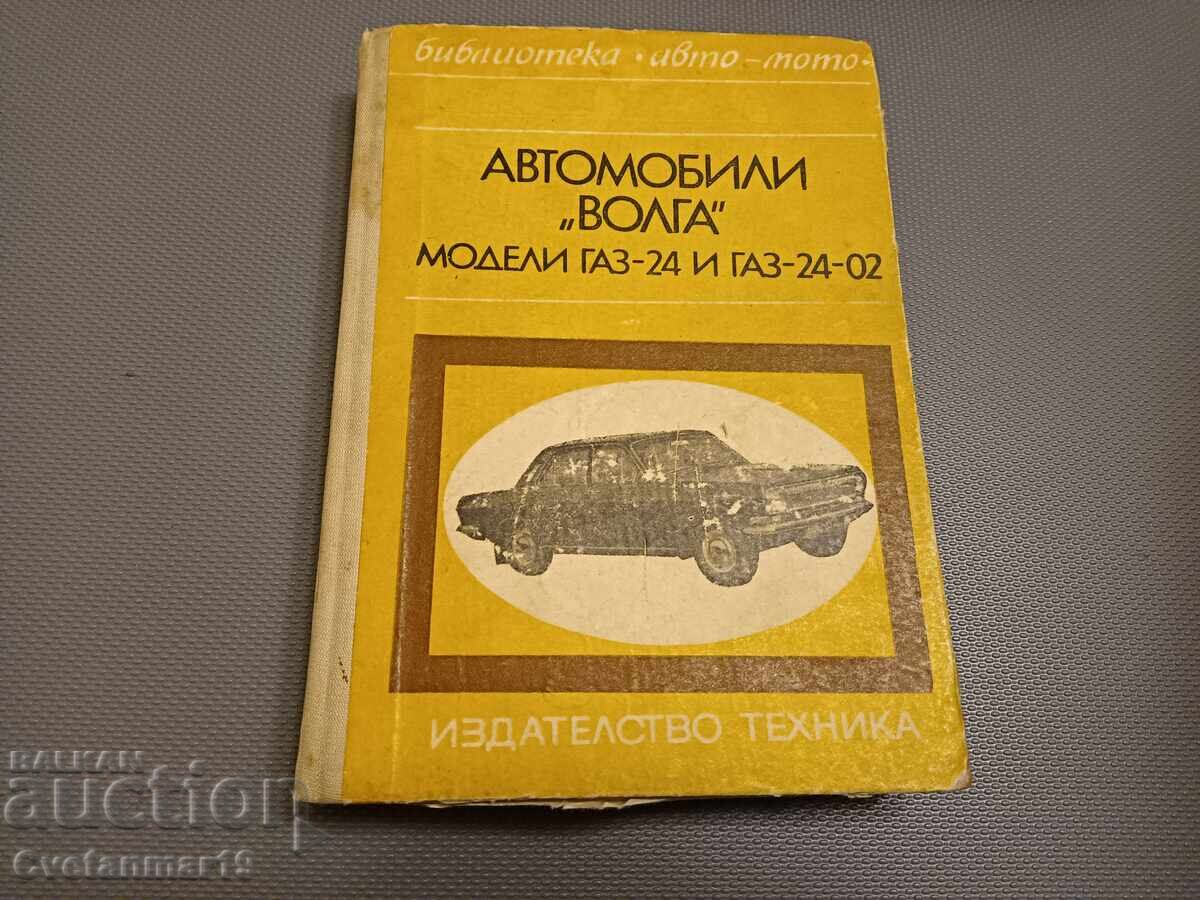 библиотека • авто-мото •
АВТОМОБИЛИ
„ВОЛГА"
МОДЕЛИ ГАЗ-24 И ГАЗ-24-02
ИЗДАТЕЛСТВО ТЕХНИКА
BALKAN
auction
Cvetanmar19